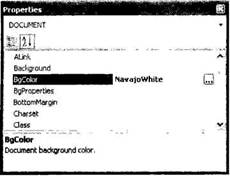 Properties
DOCUMENT
ALink
Background
BgColor NavajoWhite ...
BgProperties
BottomMargin
Charset
Class
BgColor
Document background color.